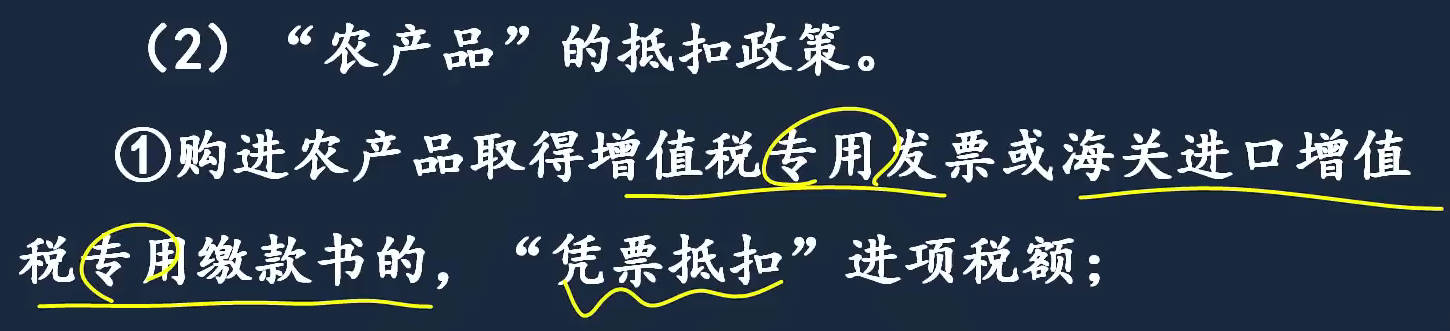 （2）“农产品”的抵扣政策。
①购进农产品取得增值税专用发票或海关进口增值
税专用缴款书的，“凭票抵扣”进项税额；